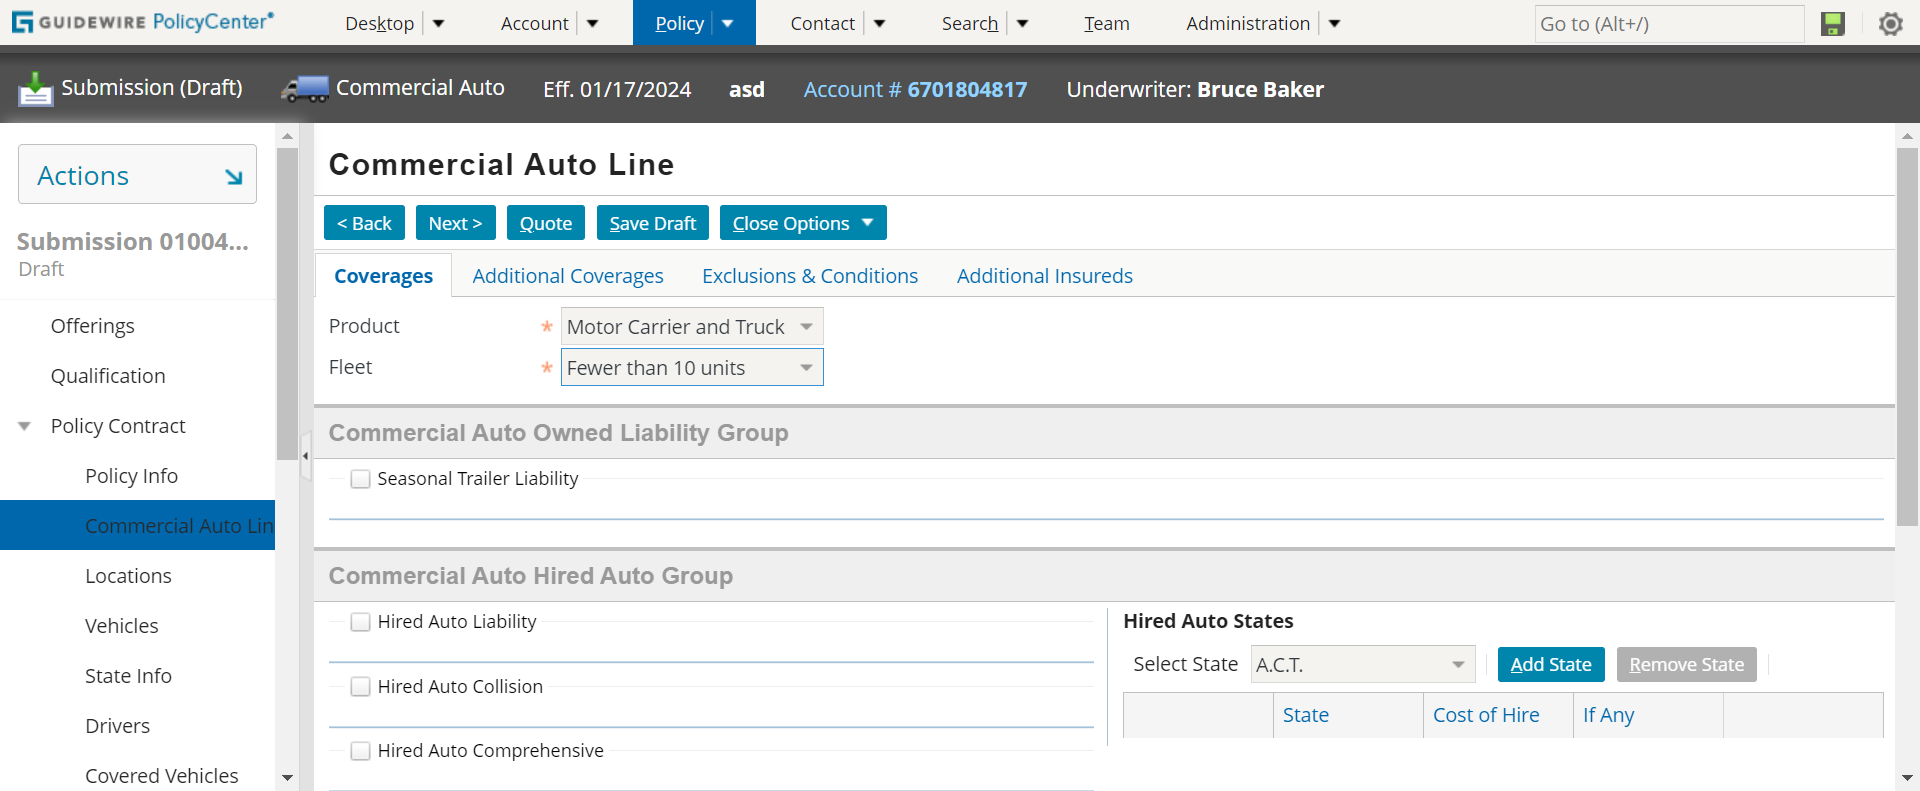 GUIDEWIRE PolicyCenter®
Desktop
Account
Policy
Contact
Search
Team
Administration
Go to (Alt+/)
Submission (Draft)
Commercial Auto
Eff. 01/17/2024
asd
Account # 6701804817
Underwriter: Bruce Baker
Actions
Submission 01004...
Draft
Offerings
Qualification
Policy Contract
Policy Info
Commercial Auto Lin
Locations
Vehicles
State Info
Drivers
Covered Vehicles
Commercial Auto Line
< Back
Next >
Quote
Save Draft
Close Options
Coverages
Additional Coverages
Exclusions & Conditions
Additional Insureds
Product * Motor Carrier and Truck
Fleet * Fewer than 10 units
Commercial Auto Owned Liability Group
Seasonal Trailer Liability
Commercial Auto Hired Auto Group
Hired Auto Liability
Hired Auto Collision
Hired Auto Comprehensive
Hired Auto States
Select State A.C.T.
Add State
Remove State
State
Cost of Hire
If Any